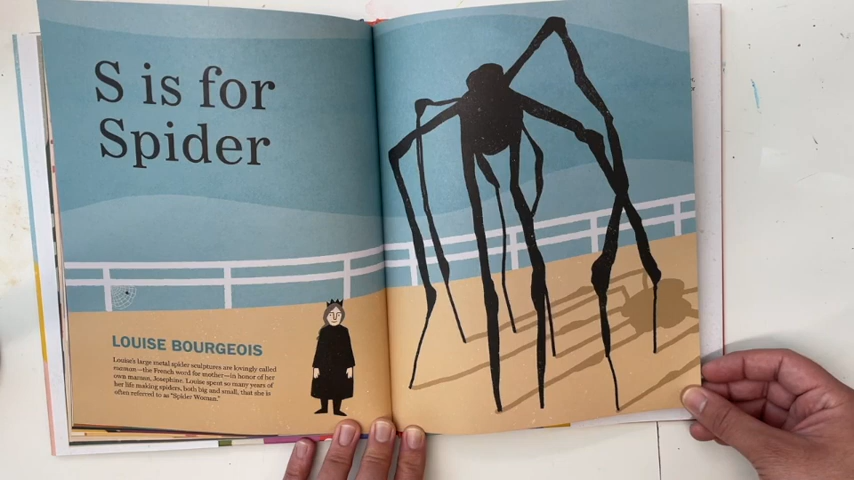 S is for
Spider
LOUISE BOURGEOIS
Louise's large metal spider sculptures are lovingly called
maman—the French word for mother—in honor of her
own maman, Josephine. Louise spent so many years of
her life making spiders, both big and small, that she is
often referred to as "Spider Woman."